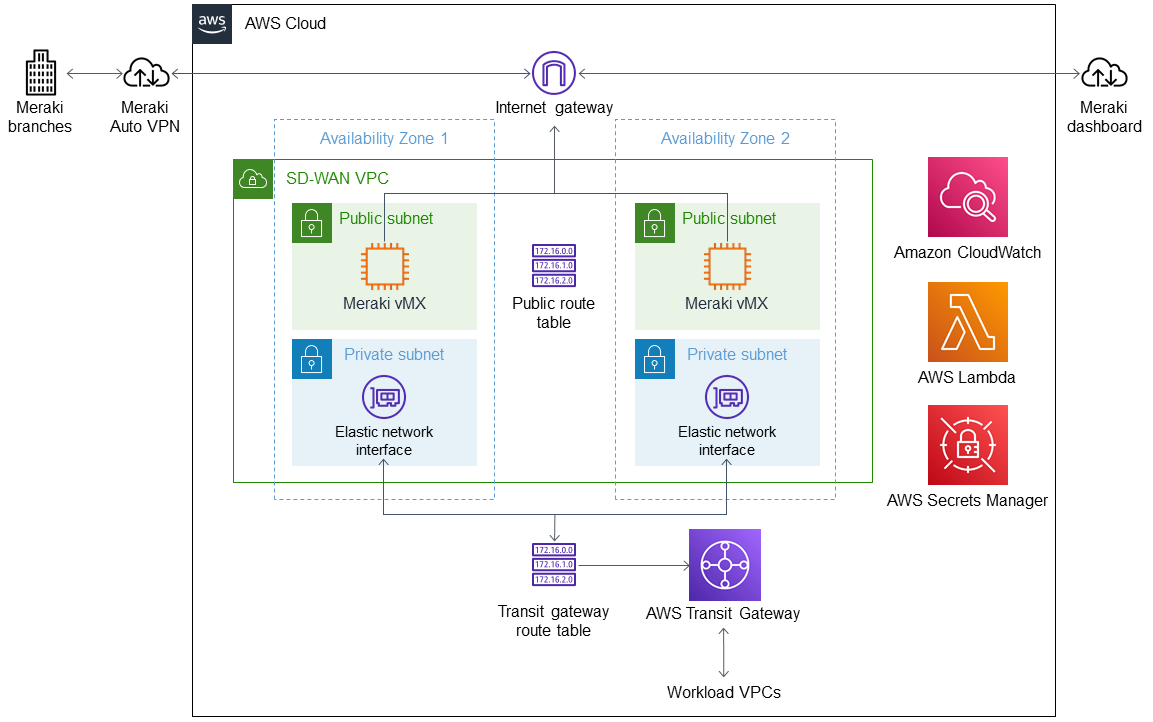 aws
AWS Cloud
Meraki
branches
Meraki
Auto VPN
Internet gateway
Meraki
dashboard
Availability Zone 1
Availability Zone 2
SD-WAN VPC
Public subnet
Meraki vMX
172.16.0.0
172.16.1.0
172.16.2.0
Public route
table
Public subnet
Meraki vMX
Private subnet
Elastic network
interface
Private subnet
Elastic network
interface
Amazon CloudWatch
AWS Lambda
AWS Secrets Manager
172.16.0.0
172.16.1.0
172.16.2.0
Transit gateway
route table
AWS Transit Gateway
Workload VPCs